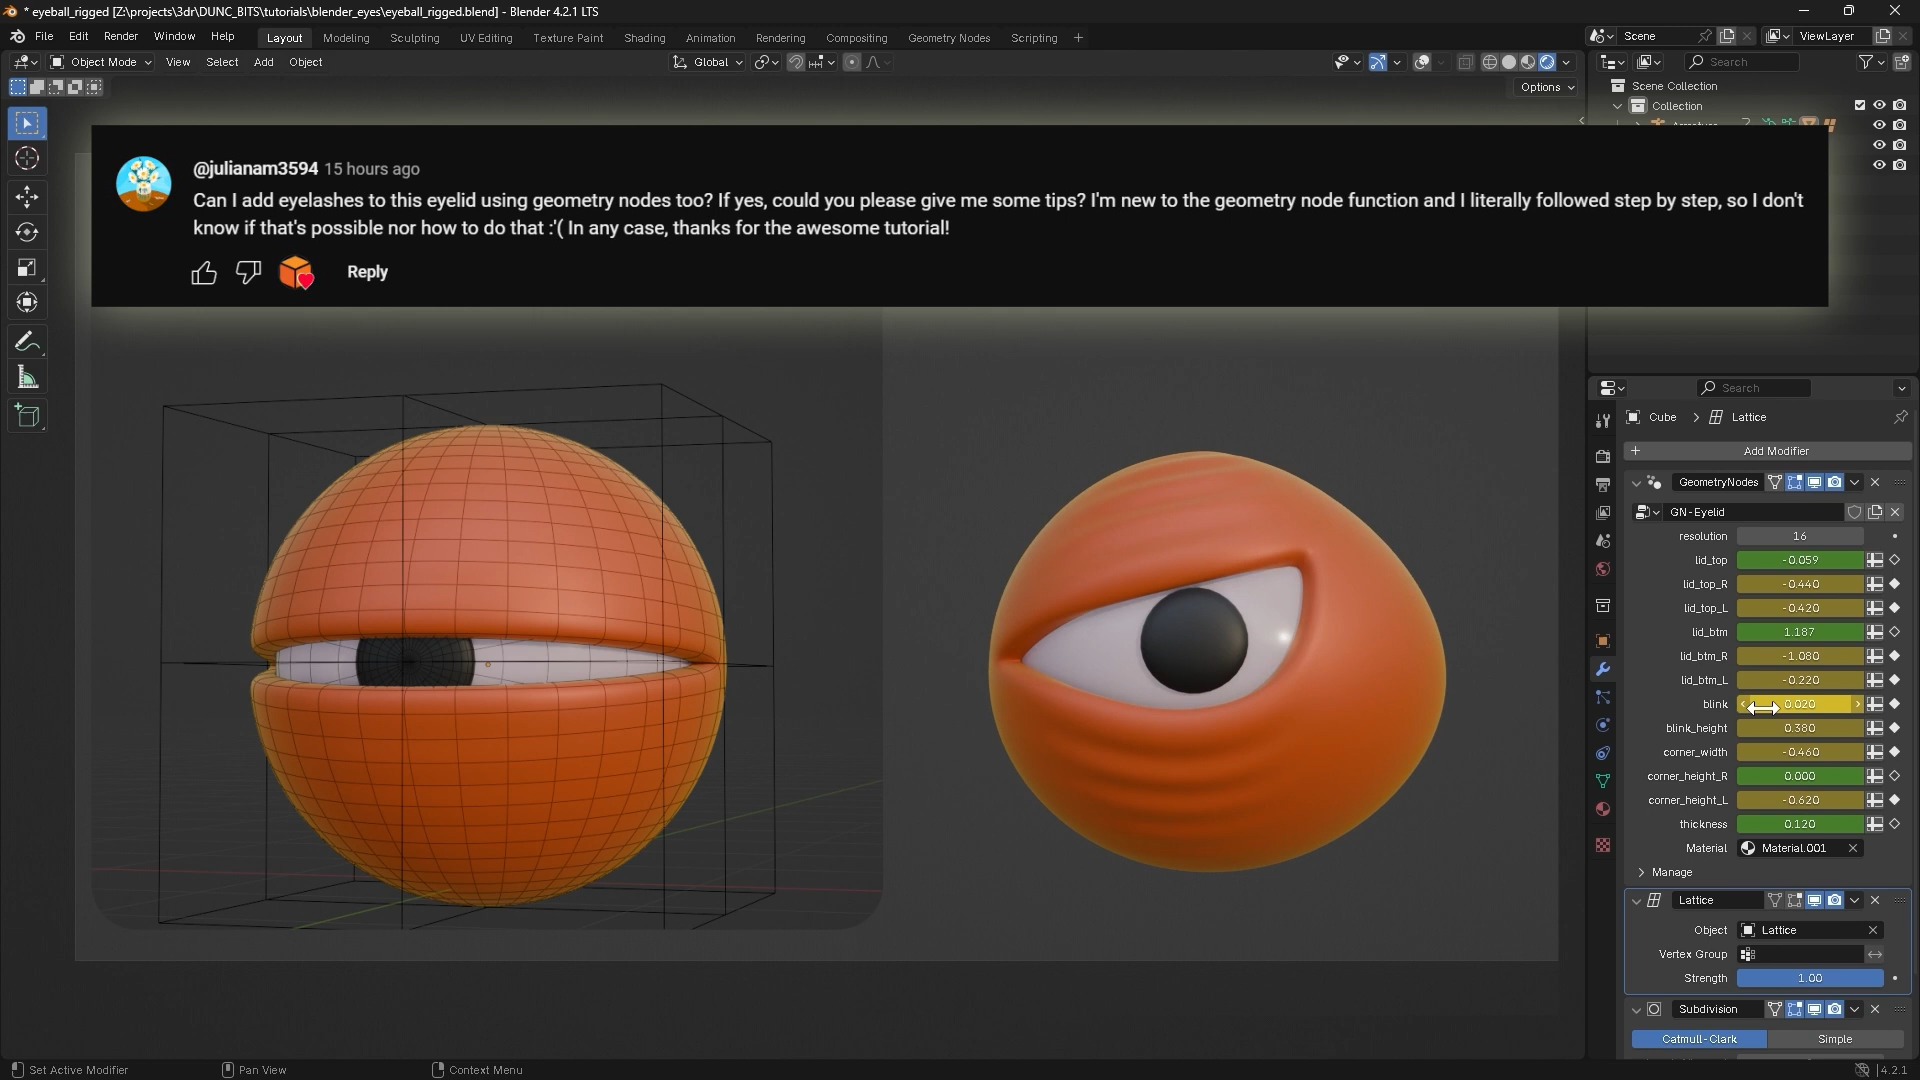 * eyeball_rigged [Z:\projects\3dr\DUNC_BITS\tutorials\blender_eyes\eyeball_rigged.blend] - Blender 4.2.1 LTS
File Edit Render Window Help Layout Modeling Sculpting UV Editing Texture Paint Shading Animation Rendering Compositing Geometry Nodes Scripting + Scene ViewLayer
Object Mode View Select Add Object Global Search
Options Scene Collection
Collection
@julianam3594 15 hours ago
Can I add eyelashes to this eyelid using geometry nodes too? If yes, could you please give me some tips? I'm new to the geometry node function and I literally followed step by step, so I don't
know if that's possible nor how to do that :'( In any case, thanks for the awesome tutorial!
Reply
Search
Cube > Lattice
+ Add Modifier
GeometryNodes
GN-Eyelid
resolution 16
lid_top -0.059
lid_top_R -0.440
lid_top_L -0.420
lid_btm 1.187
lid_btm_R -1.080
lid_btm_L -0.220
blink 0.020
blink_height 0.380
corner_width -0.460
corner_height_R 0.000
corner_height_L -0.620
thickness 0.120
Material Material.001
Manage
Lattice
Object Lattice
Vertex Group
Strength 1.00
Subdivision
Catmull-Clark Simple
Set Active Modifier Pan View Context Menu 4.2.1